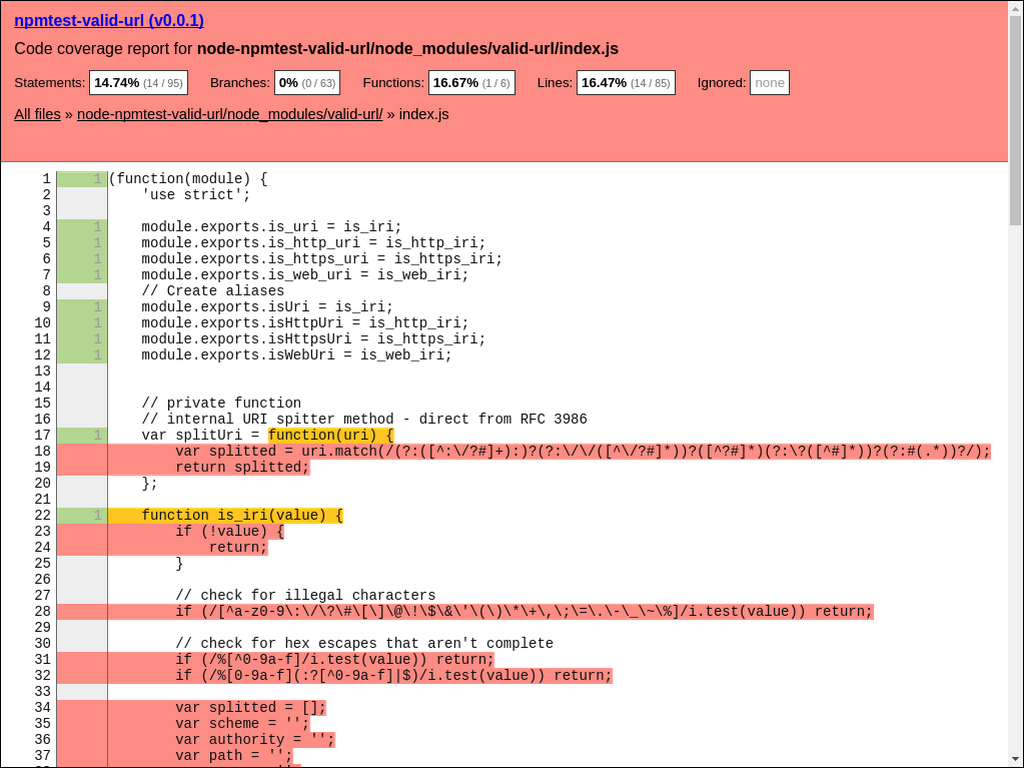 npmtest-valid-url (v0.0.1)
Code coverage report for node-npmtest-valid-url/node_modules/valid-url/index.js
Statements: 14.74% (14 / 95) Branches: 0% (0 / 63) Functions: 16.67% (1 / 6) Lines: 16.47% (14 / 85) Ignored: none
All files » node-npmtest-valid-url/node_modules/valid-url/ » index.js
1 1 (function(module) {
2 'use strict';
3
4 1 module.exports.is_uri = is_iri;
5 1 module.exports.is_http_uri = is_http_iri;
6 1 module.exports.is_https_uri = is_https_iri;
7 1 module.exports.is_web_uri = is_web_iri;
8 // Create aliases
9 1 module.exports.isUri = is_iri;
10 1 module.exports.isHttpUri = is_http_iri;
11 1 module.exports.isHttpsUri = is_https_iri;
12 1 module.exports.isWebUri = is_web_iri;
13
14
15 // private function
16 // internal URI spitter method - direct from RFC 3986
17 1 var splitUri = function(uri) {
18 var splitted = uri.match(/(?:([^:\/?#]+):)?(?:\/\/([^\/?#]*))?([^?#]*)(?:\?([^#]*))?(?:#(.*))?/);
19 return splitted;
20 };
21
22 1 function is_iri(value) {
23 if (!value) {
24 return;
25 }
26
27 // check for illegal characters
28 if (/[^a-z0-9\:\/\?\#\[\]\@\!\$\&\'\(\)\*\+\,\;\=\.\-\_\~\%]/i.test(value)) return;
29
30 // check for hex escapes that aren't complete
31 if (/%[^0-9a-f]/i.test(value)) return;
32 if (/%[0-9a-f](:?[^0-9a-f]|$)/i.test(value)) return;
33
34 var splitted = [];
35 var scheme = '';
36 var authority = '';
37 var path = '';